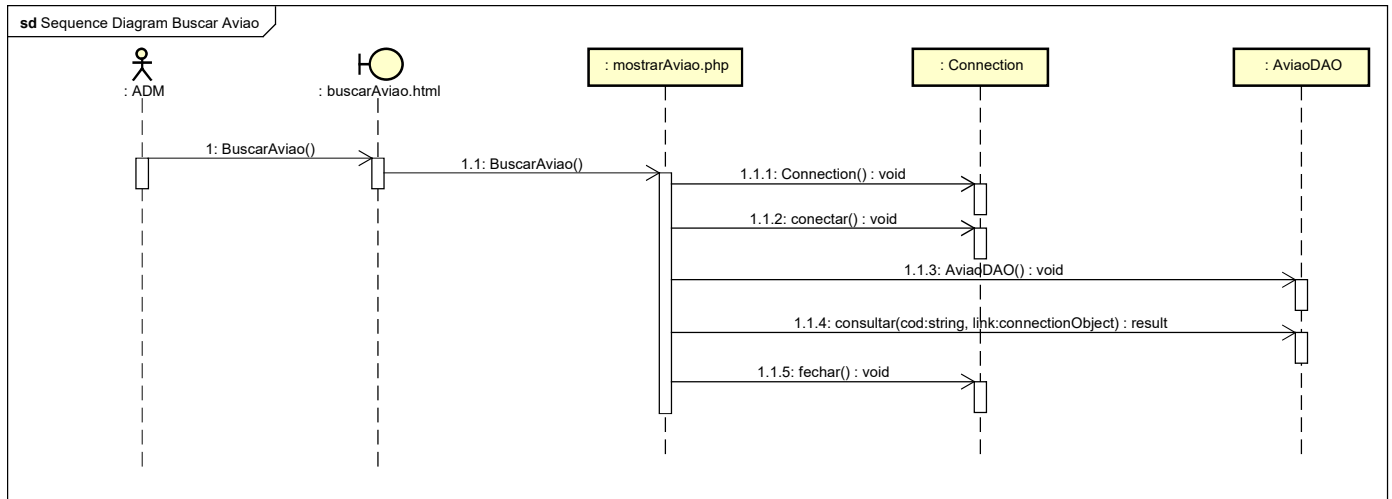 sd Sequence Diagram Buscar Aviao
: ADM
: buscarAviao.html
: mostrarAviao.php
: Connection
: AviaoDAO
1: BuscarAviao()
1.1: BuscarAviao()
1.1.1: Connection() : void
1.1.2: conectar() : void
1.1.3: AviaoDAO() : void
1.1.4: consultar(cod:string, link:connectionObject) : result
1.1.5: fechar() : void